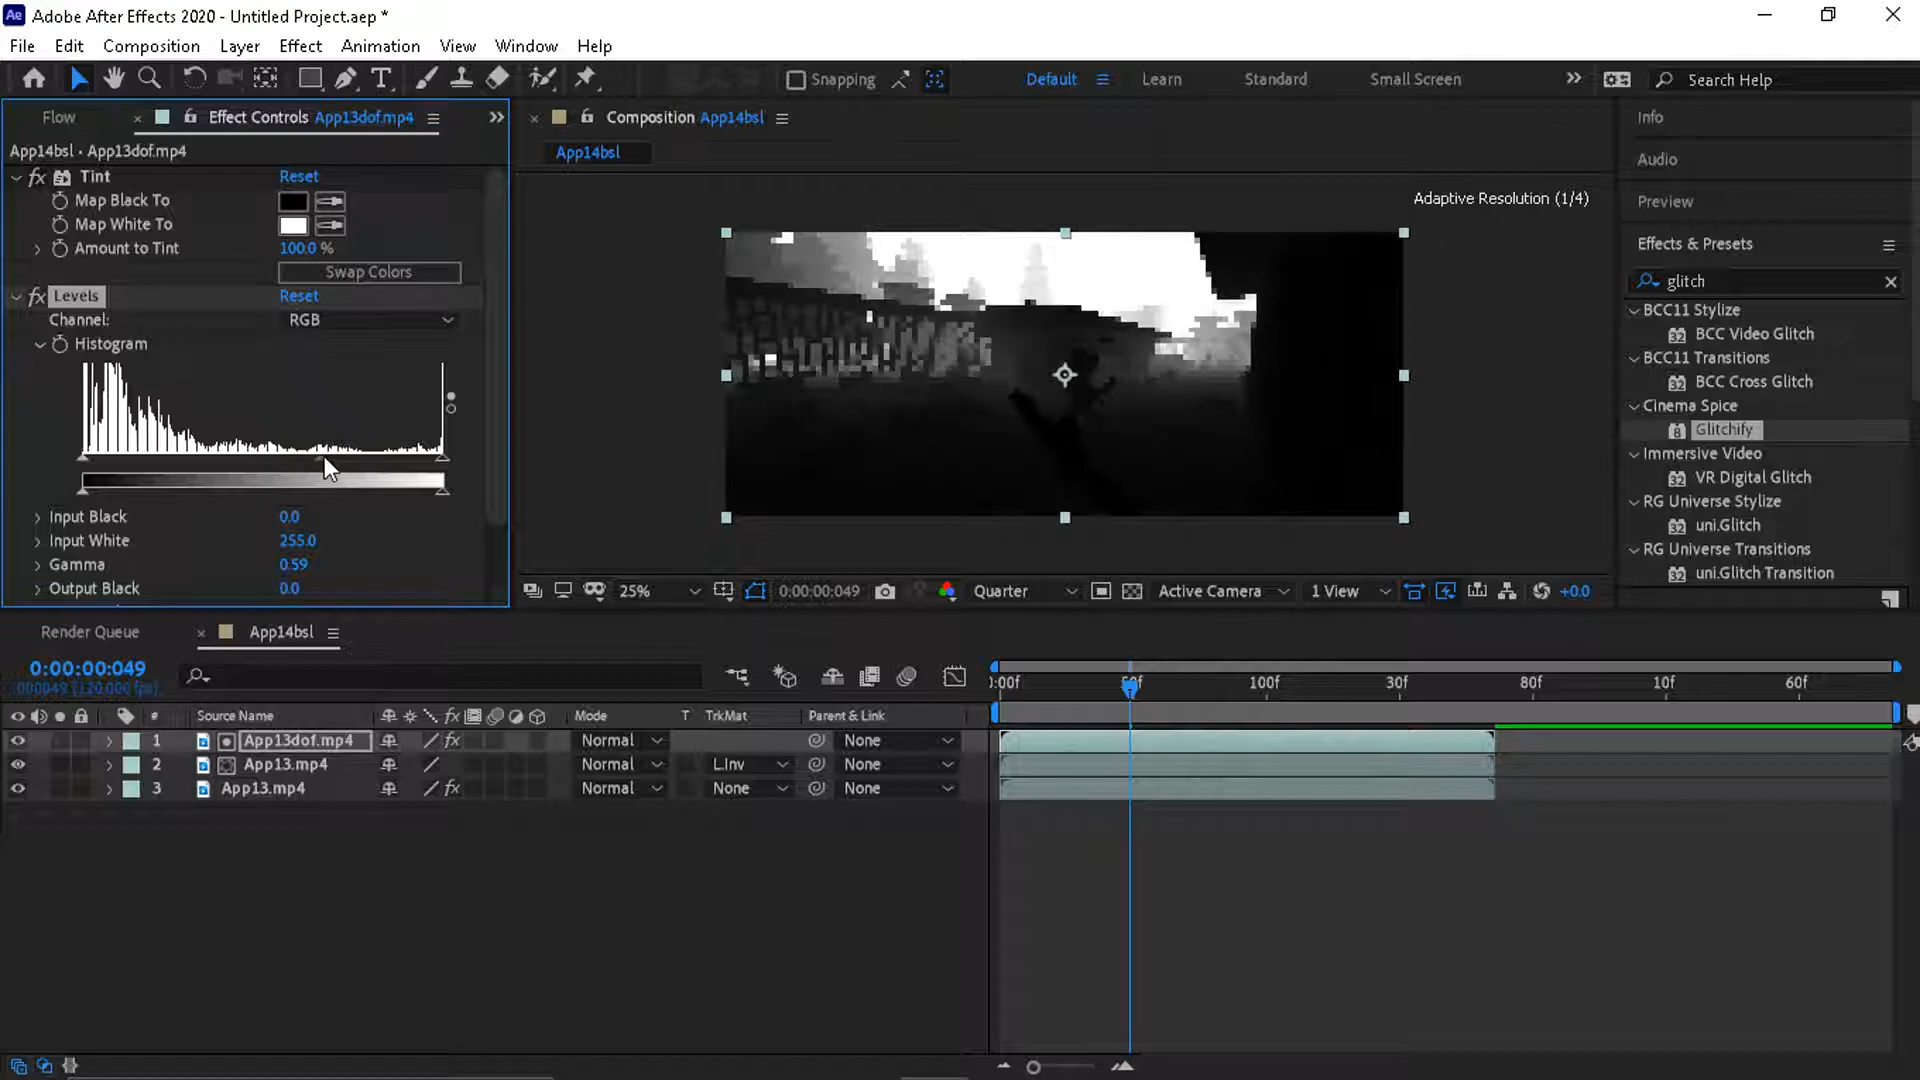 Adobe After Effects 2020 - Untitled Project.aep *
File Edit Composition Layer Effect Animation View Window Help
Snapping Default Learn Standard Small Screen Search Help
Flow Effect Controls App13dof.mp4
Composition App14bsl
Info
App14bsl • App13dof.mp4
App14bsl
Audio
Tint Reset
Map Black To
Map White To
Amount to Tint 100.0 %
Swap Colors
Adaptive Resolution (1/4)
Preview
Effects & Presets
glitch
Levels Reset
Channel: RGB
Histogram
BCC11 Stylize
BCC Video Glitch
BCC11 Transitions
BCC Cross Glitch
Cinema Spice
Glitchify
Immersive Video
VR Digital Glitch
RG Universe Stylize
uni.Glitch
RG Universe Transitions
uni.Glitch Transition
Input Black 0.0
Input White 255.0
Gamma 0.59
Output Black 0.0
25% 0:00:00:049 Quarter Active Camera 1 View +0.0
Render Queue App14bsl
0:00:00:049
000049 (120.000 fps)
:00f 50f 100f 30f 80f 10f 60f
# Source Name Mode T TrkMat Parent & Link
1 App13dof.mp4 Normal None
2 App13.mp4 Normal L.Inv None
3 App13.mp4 Normal None None